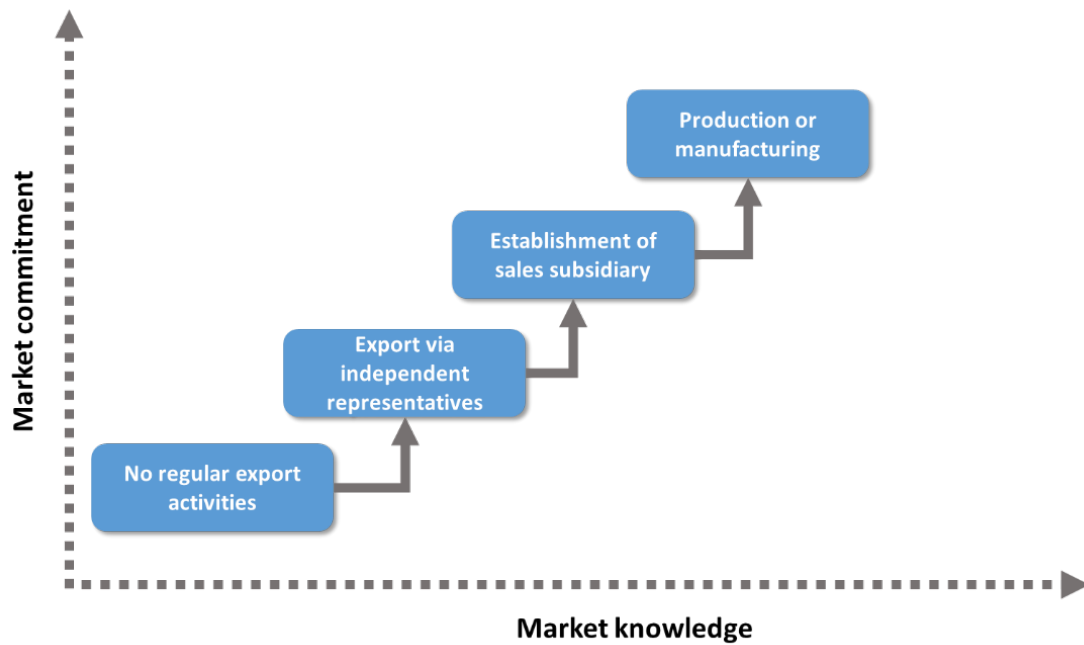 Production or
manufacturing
Establishment of
sales subsidiary
Export via
independent
representatives
No regular export
activities
Market commitment
Market knowledge